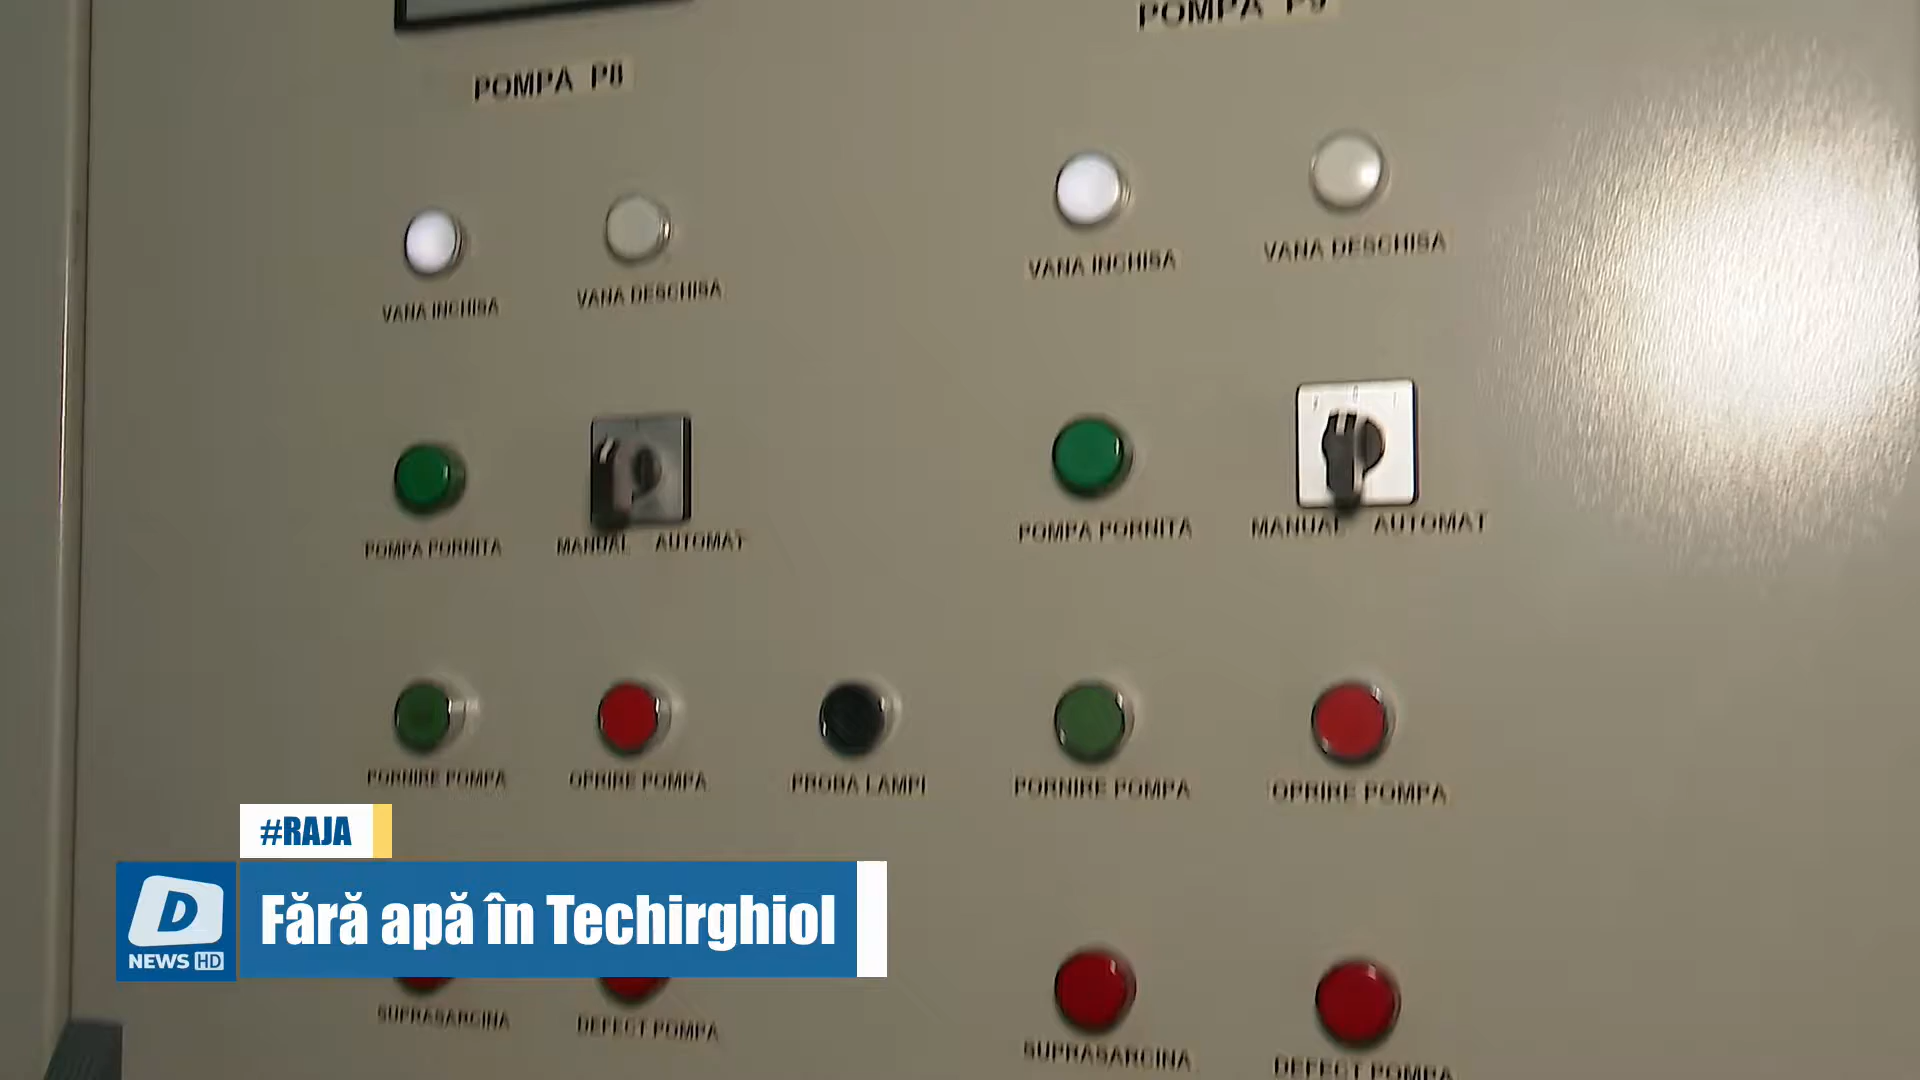 POMPA P8
POMPA P9
VANA INCHISA
VANA DESCHISA
VANA INCHISA
VANA DESCHISA
POMPA PORNITA
MANUAL AUTOMAT
POMPA PORNITA
MANUAL AUTOMAT
PORNIRE POMPA
OPRIRE POMPA
PROBA LAMPI
PORNIRE POMPA
OPRIRE POMPA
#RAJA
Fără apă în Techirghiol
D
NEWS HD
SUPRASARCINA
DEFECT POMPA
SUPRASARCINA
DEFECT POMPA